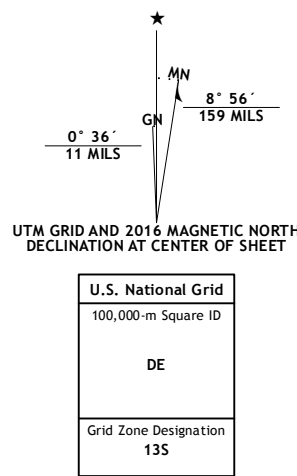 ★
MN
GN
8° 56´
159 MILS
0° 36´
11 MILS
UTM GRID AND 2016 MAGNETIC NORTH
DECLINATION AT CENTER OF SHEET
U.S. National Grid
100,000-m Square ID
DE
Grid Zone Designation
13S